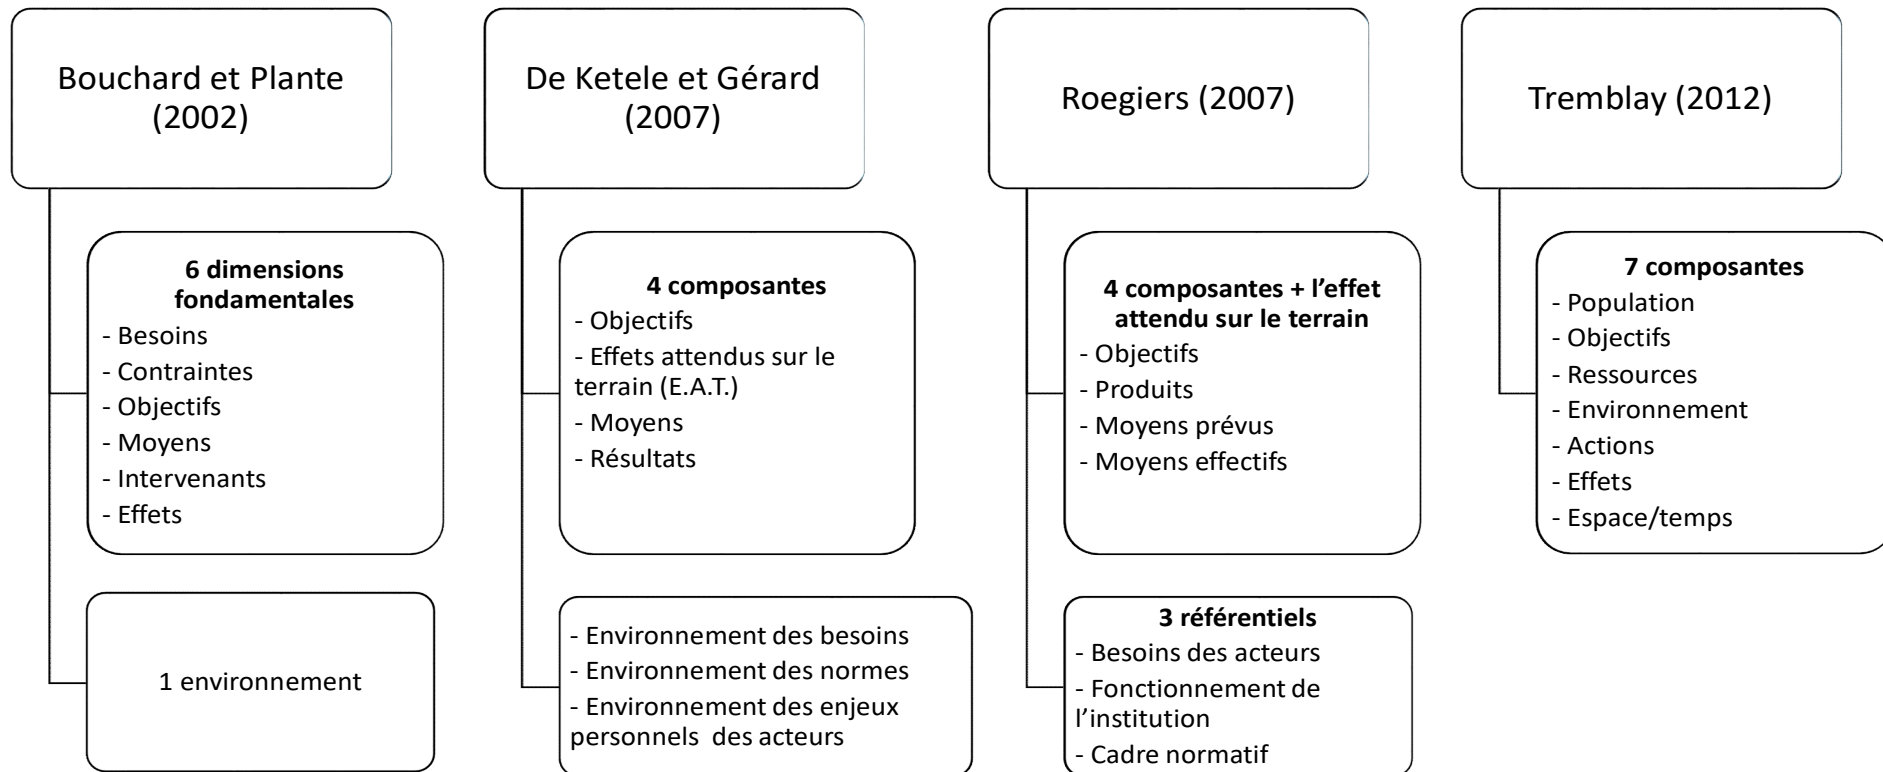 Bouchard et Plante
(2002)
6 dimensions
fondamentales
- Besoins
- Contraintes
- Objectifs
- Moyens
- Intervenants
- Effets
1 environnement
De Ketele et Gérard
(2007)
4 composantes
- Objectifs
- Effets attendus sur le
terrain (E.A.T.)
- Moyens
- Résultats
- Environnement des besoins
- Environnement des normes
- Environnement des enjeux
personnels des acteurs
Roegiers (2007)
4 composantes + l’effet
attendu sur le terrain
- Objectifs
- Produits
- Moyens prévus
- Moyens effectifs
3 référentiels
- Besoins des acteurs
- Fonctionnement de
l’institution
- Cadre normatif
Tremblay (2012)
7 composantes
- Population
- Objectifs
- Ressources
- Environnement
- Actions
- Effets
- Espace/temps